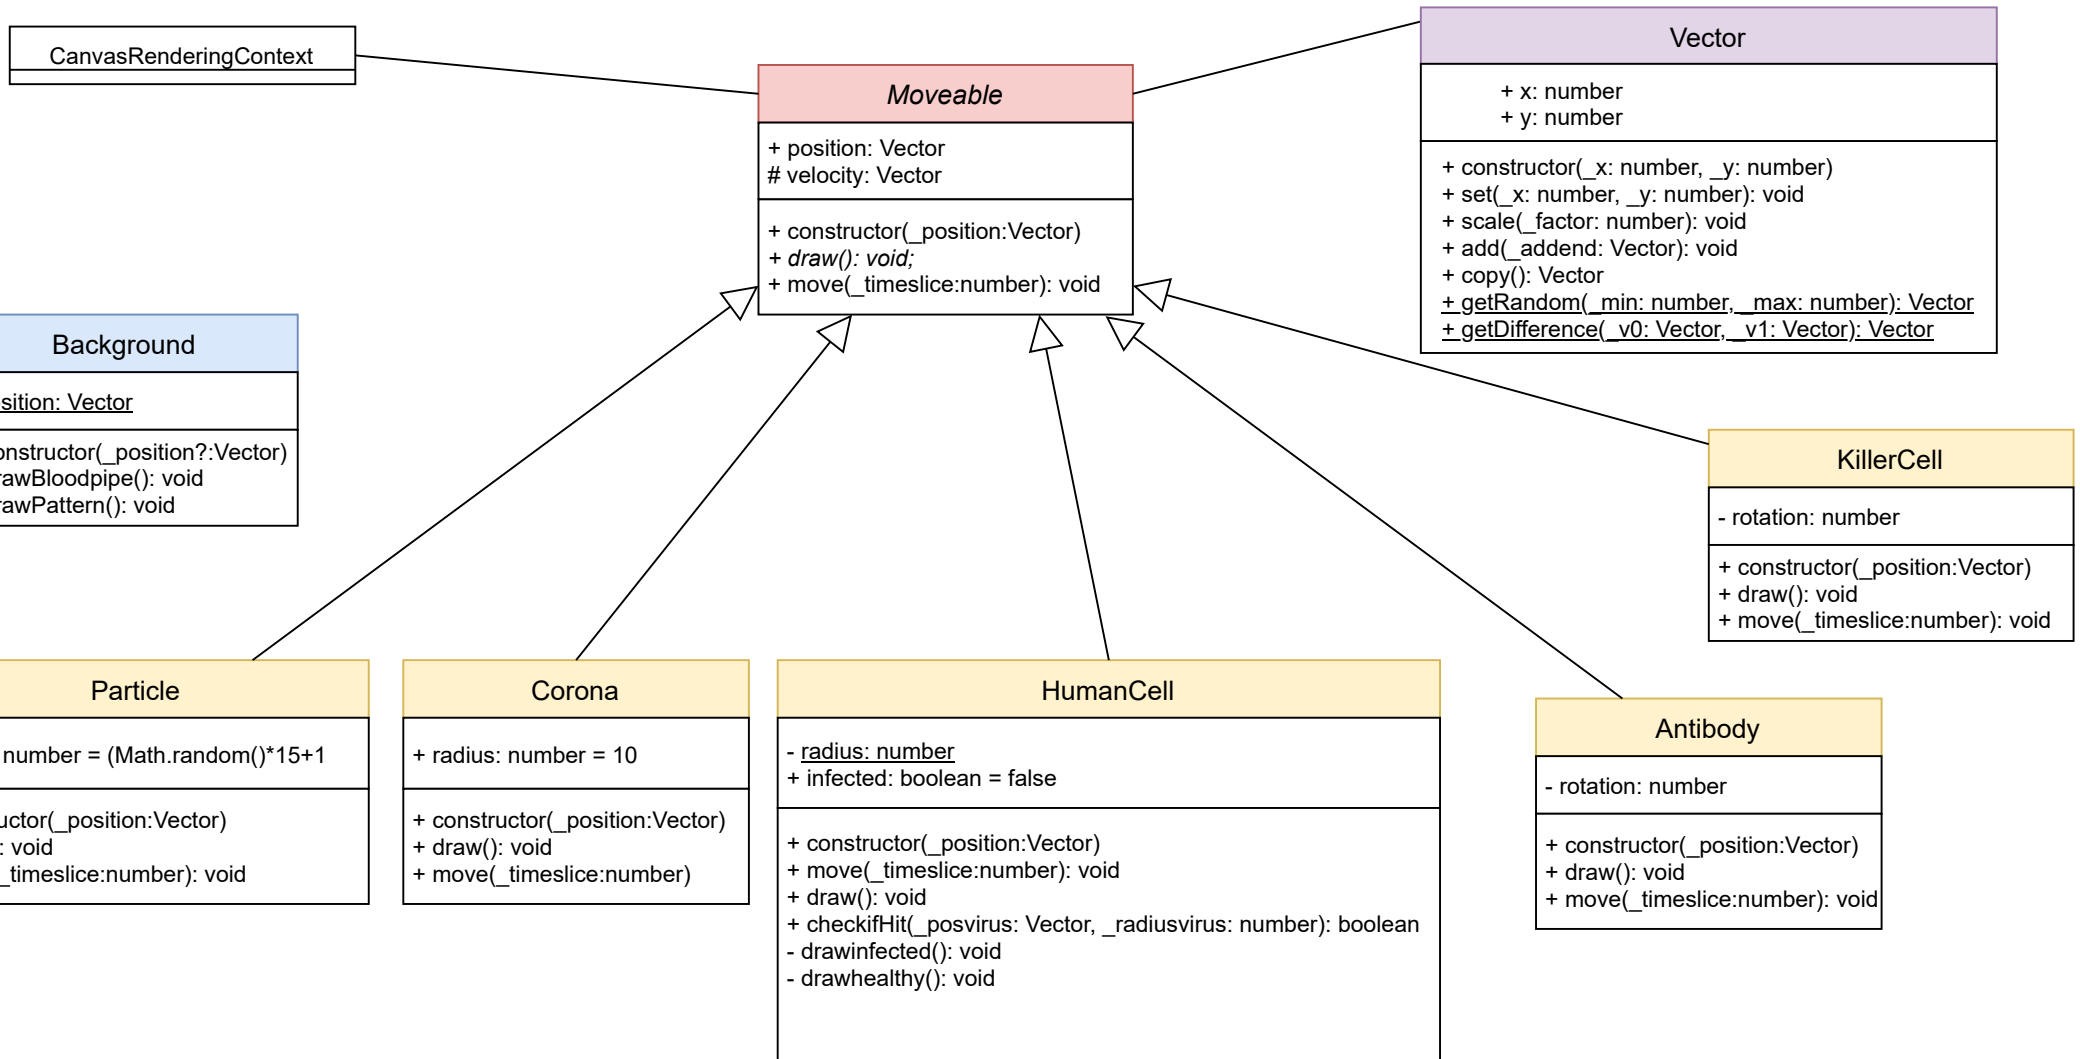 CanvasRenderingContext
Moveable
+ position: Vector
# velocity: Vector
+ constructor(_position:Vector)
+ draw(): void;
+ move(_timeslice:number): void
Vector
+ x: number
+ y: number
+ constructor(_x: number, _y: number)
+ set(_x: number, _y: number): void
+ scale(_factor: number): void
+ add(_addend: Vector): void
+ copy(): Vector
+ getRandom(_min: number, _max: number): Vector
+ getDifference(_v0: Vector, _v1: Vector): Vector
Background
sition: Vector
onstructor(_position?:Vector)
rawBloodpipe(): void
rawPattern(): void
KillerCell
- rotation: number
+ constructor(_position:Vector)
+ draw(): void
+ move(_timeslice:number): void
Particle
number = (Math.random()*15+1
uctor(_position:Vector)
: void
_timeslice:number): void
Corona
+ radius: number = 10
+ constructor(_position:Vector)
+ draw(): void
+ move(_timeslice:number)
HumanCell
- radius: number
+ infected: boolean = false
+ constructor(_position:Vector)
+ move(_timeslice:number): void
+ draw(): void
+ checkifHit(_posvirus: Vector, _radiusvirus: number): boolean
- drawinfected(): void
- drawhealthy(): void
Antibody
- rotation: number
+ constructor(_position:Vector)
+ draw(): void
+ move(_timeslice:number): void